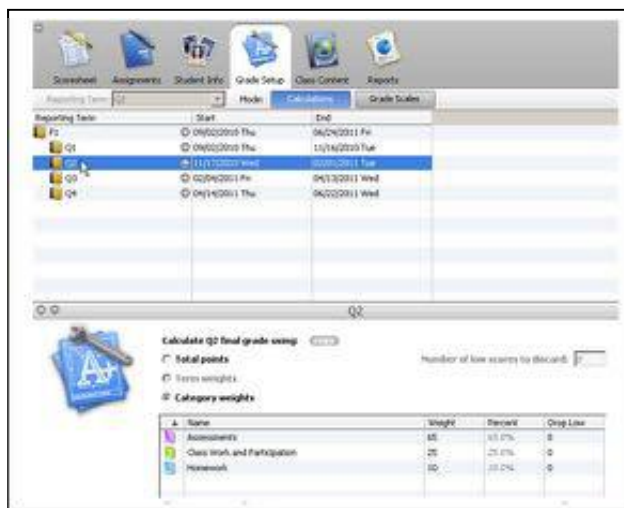 Scoresheet Assignments Student Info Grade Setup Class Content Reports
Reporting Term: Q2 Mode: Calculations Grade Scales
Reporting Term Start End
F1 09/02/2010 Thu 06/24/2011 Fri
Q1 09/02/2010 Thu 11/16/2010 Tue
Q2 11/17/2010 Wed 02/01/2011 Tue
Q3 02/04/2011 Fri 04/13/2011 Wed
Q4 04/14/2011 Thu 06/22/2011 Wed
Q2
Calculate Q2 final grade using:
Total points Number of low scores to discard:
Term weights
Category weights
Name Weight Percent Drop Low
Assessments 65 65.0% 0
Class Work and Participation 25 25.0% 0
Homework 10 10.0% 0
A+